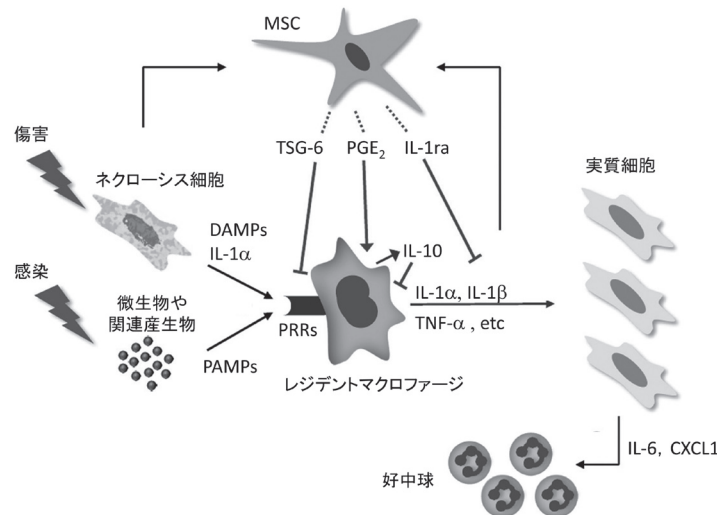 MSC
傷害
TSG-6
PGE₂
IL-1ra
実質細胞
ネクローシス細胞
DAMPs
IL-1α
IL-10
感染
微生物や
関連産生物
PRRs
IL-1α, IL-1β
TNF-α , etc
PAMPs
レジデントマクロファージ
IL-6, CXCL1
好中球